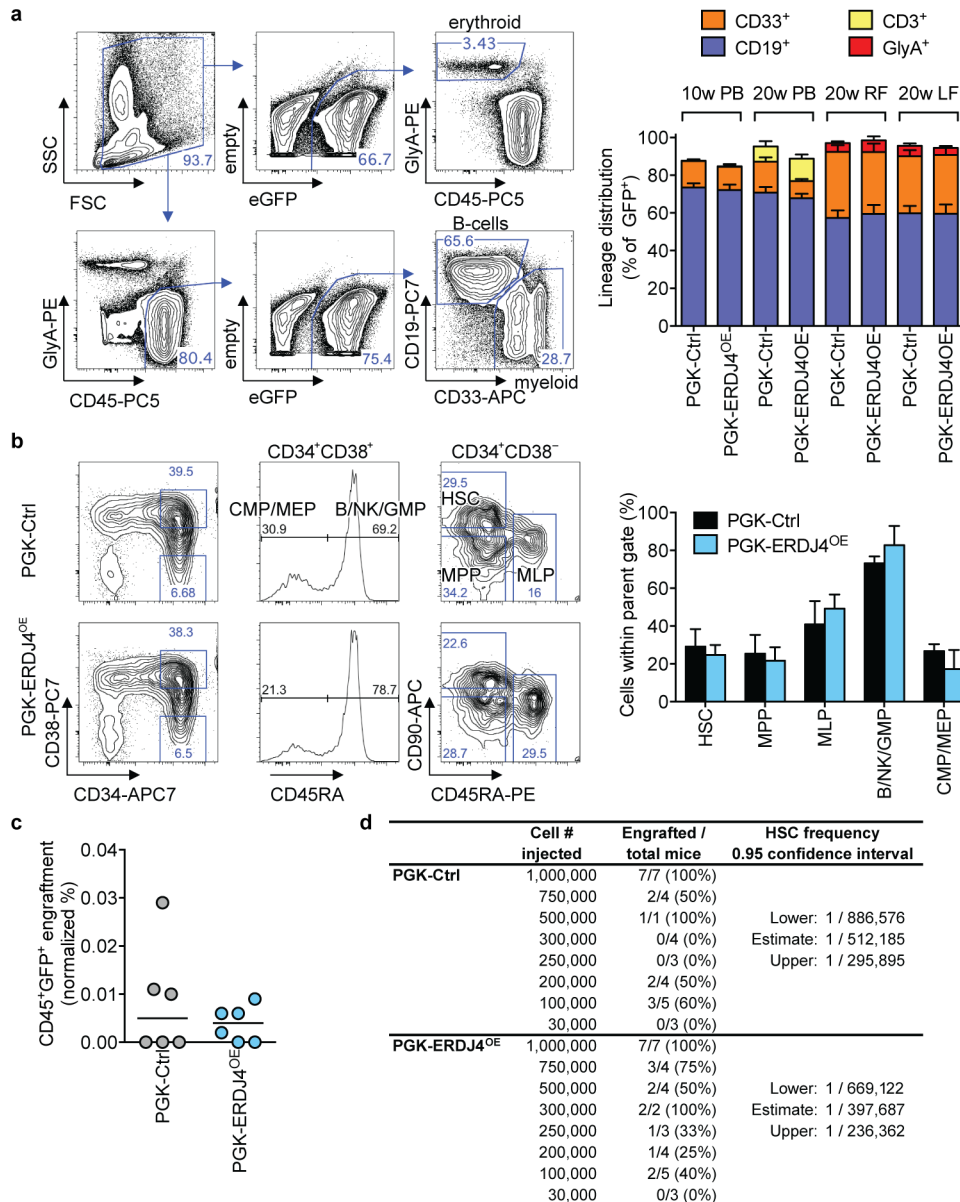 a
SSC
93.7
FSC
empty
66.7
eGFP
erythroid
3.43
GlyA-PE
CD45-PC5
GlyA-PE
80.4
CD45-PC5
empty
75.4
eGFP
B-cells
65.6
CD19-PC7
28.7
myeloid
CD33-APC
CD33+ CD3+
CD19+ GlyA+
10w PB 20w PB 20w RF 20w LF
Lineage distribution
(% of GFP+)
100
80
60
40
20
0
PGK-Ctrl
PGK-ERDJ4OE
PGK-Ctrl
PGK-ERDJ4OE
PGK-Ctrl
PGK-ERDJ4OE
PGK-Ctrl
PGK-ERDJ4OE
b
CD34+CD38+ CD34+CD38−
PGK-Ctrl
39.5
6.68
CMP/MEP B/NK/GMP
30.9 69.2
29.5
HSC
MPP MLP
34.2 16
PGK-ERDJ4OE
CD38-PC7
38.3
6.5
CD34-APC7
21.3 78.7
CD45RA
22.6
28.7 29.5
CD90-APC
CD45RA-PE
PGK-Ctrl
PGK-ERDJ4OE
Cells within parent gate (%)
100
80
60
40
20
0
HSC
MPP
MLP
B/NK/GMP
CMP/MEP
c
CD45+GFP+ engraftment
(normalized %)
0.04
0.03
0.02
0.01
0.00
PGK-Ctrl
PGK-ERDJ4OE
d
Cell # Engrafted / HSC frequency
injected total mice 0.95 confidence interval
PGK-Ctrl 1,000,000 7/7 (100%)
750,000 2/4 (50%)
500,000 1/1 (100%) Lower: 1 / 886,576
300,000 0/4 (0%) Estimate: 1 / 512,185
250,000 0/3 (0%) Upper: 1 / 295,895
200,000 2/4 (50%)
100,000 3/5 (60%)
30,000 0/3 (0%)
PGK-ERDJ4OE 1,000,000 7/7 (100%)
750,000 3/4 (75%)
500,000 2/4 (50%) Lower: 1 / 669,122
300,000 2/2 (100%) Estimate: 1 / 397,687
250,000 1/3 (33%) Upper: 1 / 236,362
200,000 1/4 (25%)
100,000 2/5 (40%)
30,000 0/3 (0%)